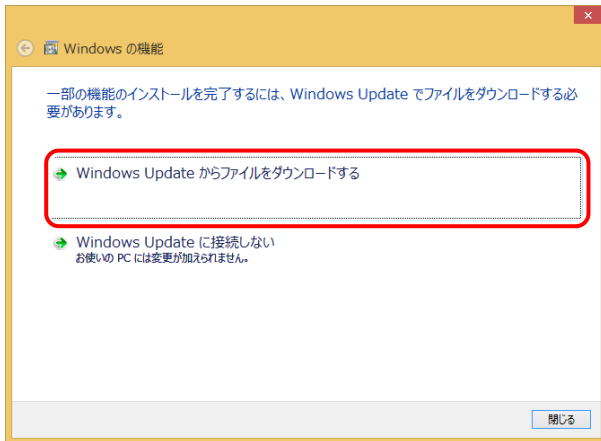 Windows の機能
一部の機能のインストールを完了するには、Windows Update でファイルをダウンロードする必
要があります。
Windows Update からファイルをダウンロードする
Windows Update に接続しない
お使いの PC には変更が加えられません。
閉じる